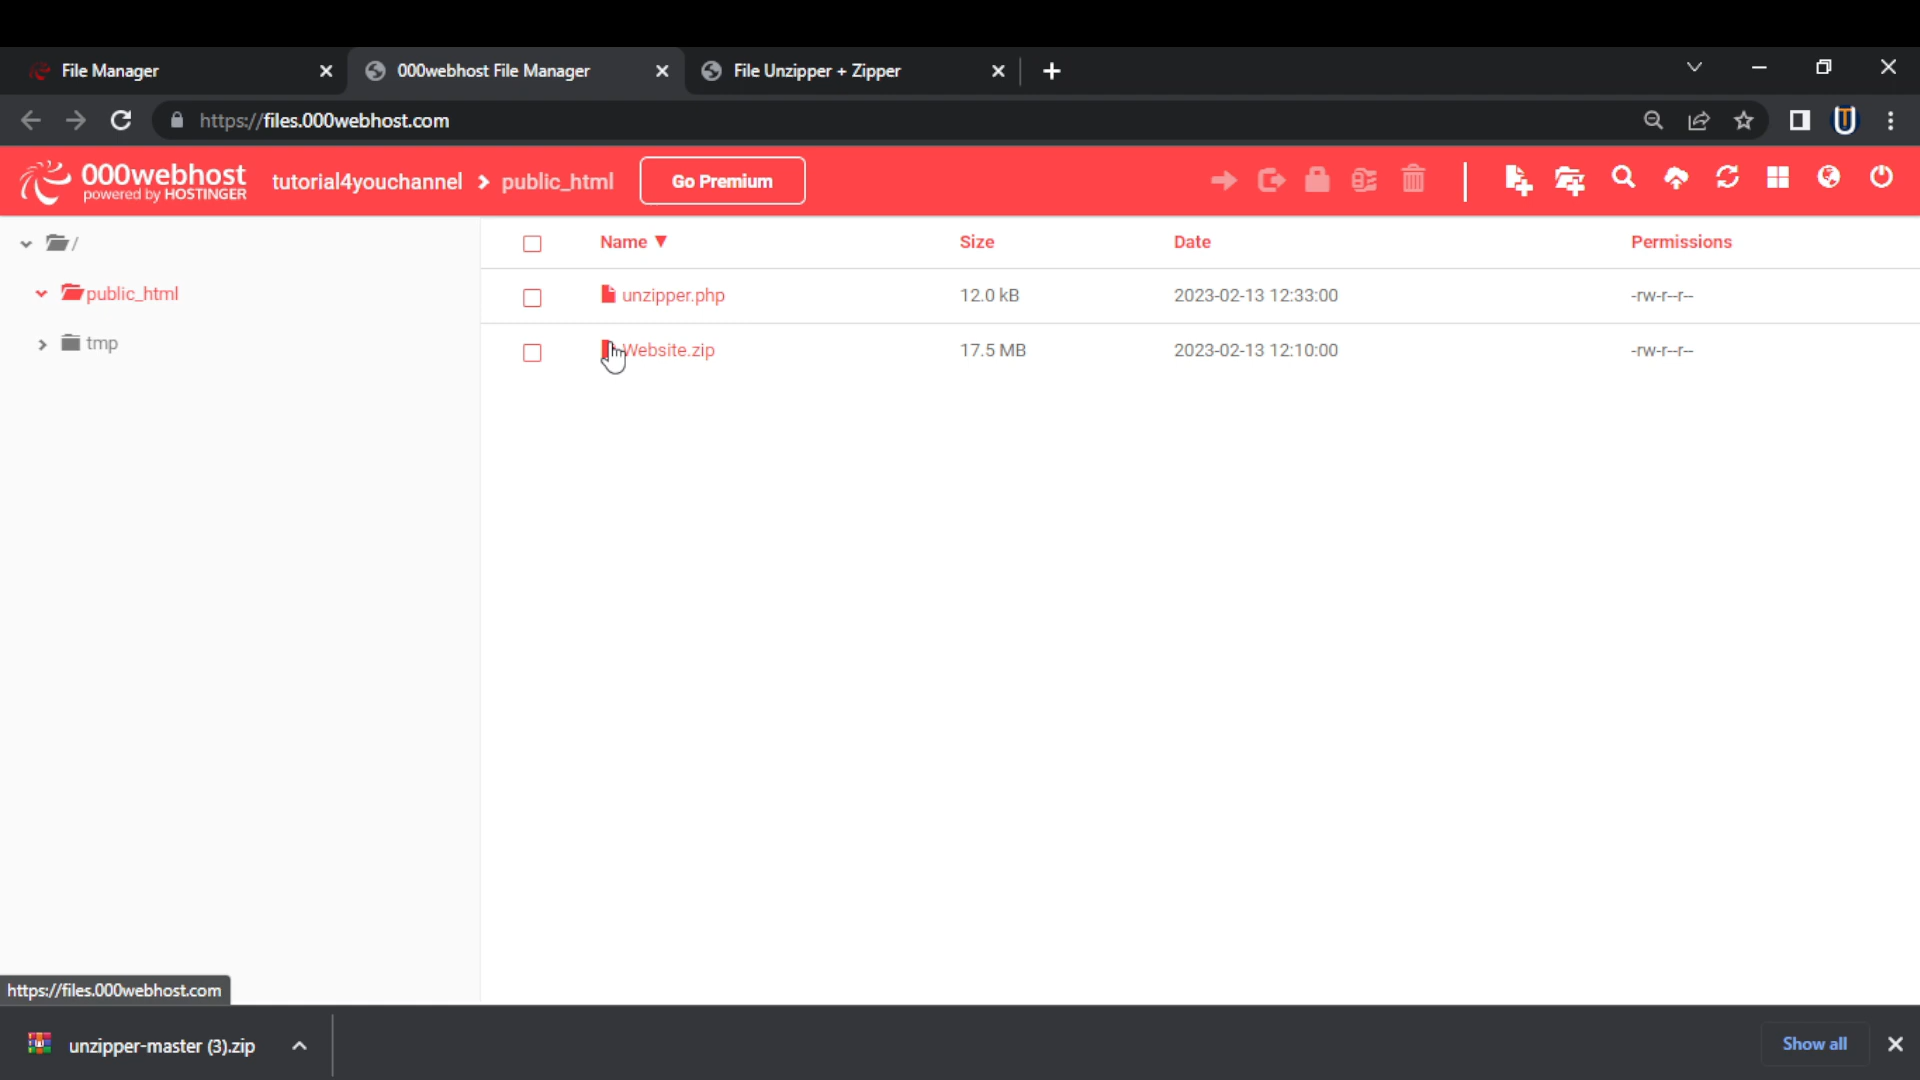 File Manager
000webhost File Manager
File Unzipper + Zipper
https://files.000webhost.com
000webhost
powered by HOSTINGER
tutorial4youchannel > public_html
Go Premium
/
public_html
tmp
Name ▼ Size Date Permissions
unzipper.php 12.0 kB 2023-02-13 12:33:00 -rw-r--r--
Website.zip 17.5 MB 2023-02-13 12:10:00 -rw-r--r--
https://files.000webhost.com
unzipper-master (3).zip
Show all